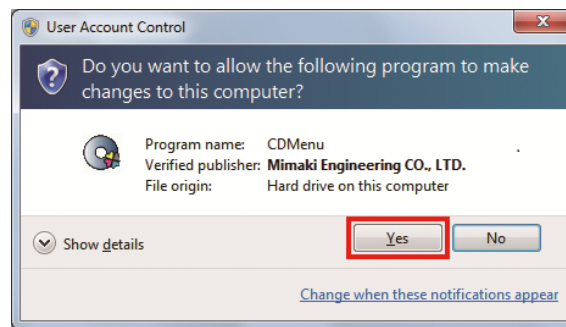 User Account Control
Do you want to allow the following program to make
changes to this computer?
Program name: CDMenu
Verified publisher: Mimaki Engineering CO., LTD.
File origin: Hard drive on this computer
Show details
Yes
No
Change when these notifications appear